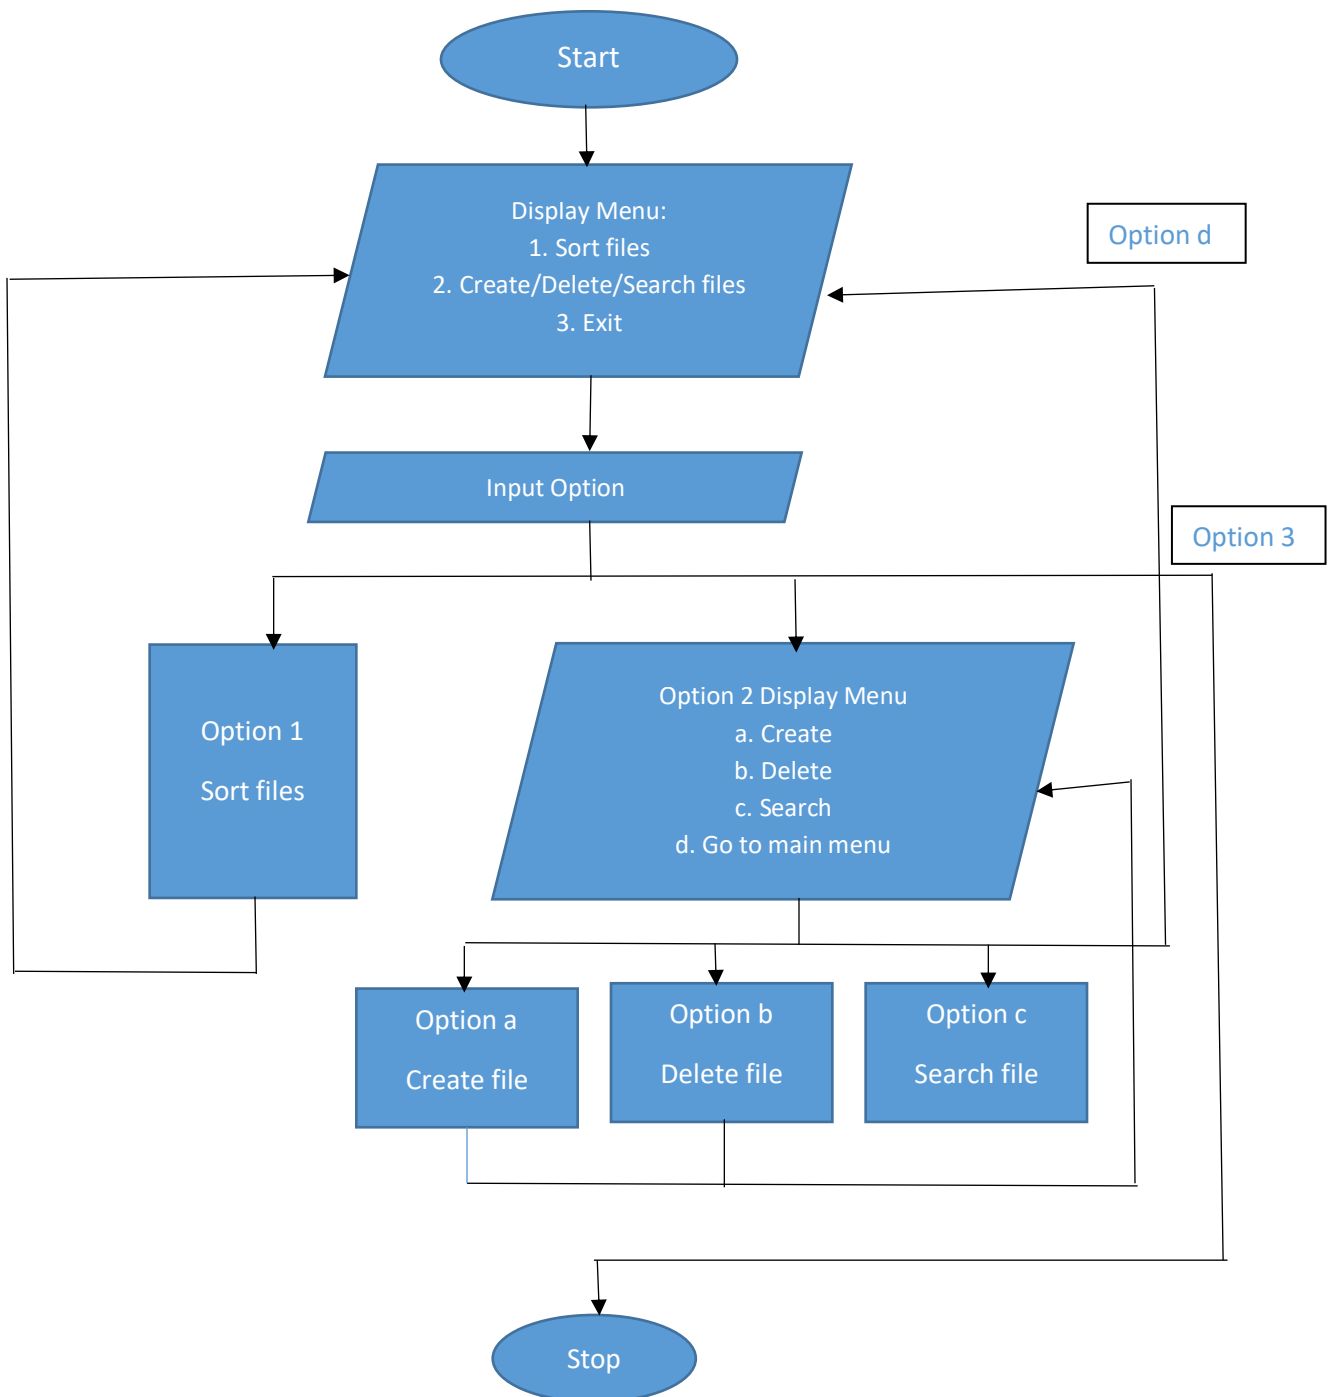 Start
Display Menu:
1. Sort files
2. Create/Delete/Search files
3. Exit
Option d
Input Option
Option 3
Option 1
Sort files
Option 2 Display Menu
a. Create
b. Delete
c. Search
d. Go to main menu
Option a
Create file
Option b
Delete file
Option c
Search file
Stop